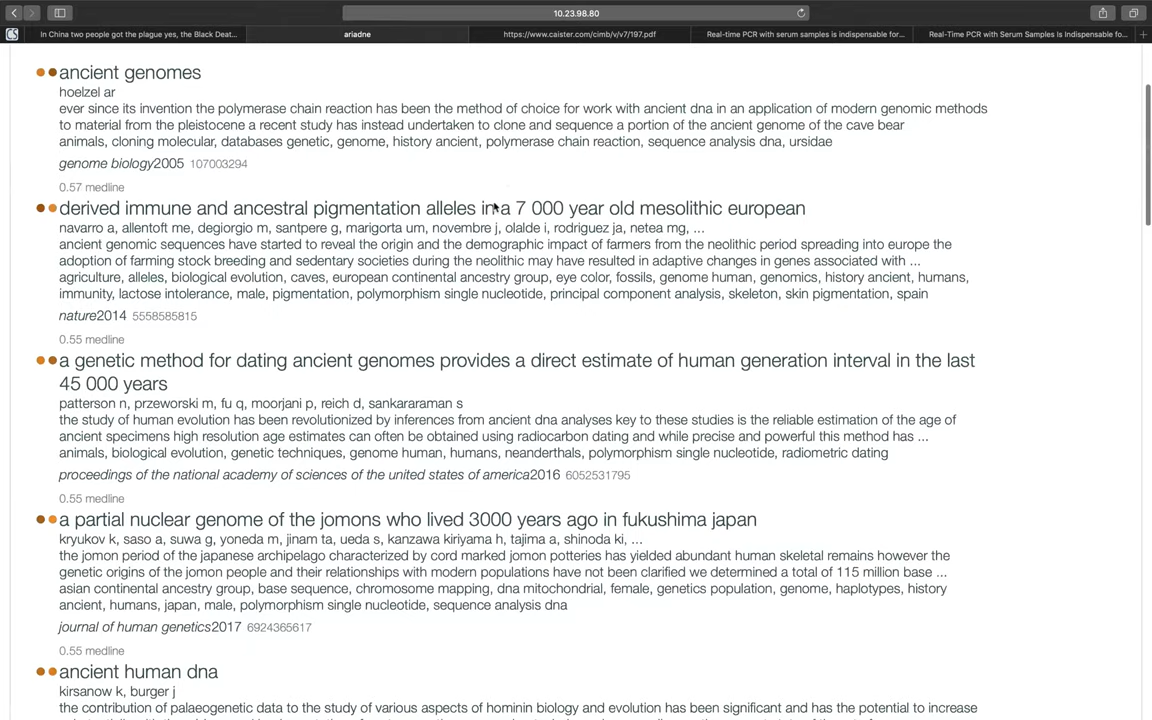 10.23.98.80
In China two people got the plague yes, the Black Deat...
ariadne
https://www.caister.com/cimb/v/v7/197.pdf
Real-time PCR with serum samples is indispensable for...
Real-Time PCR with Serum Samples Is Indispensable fo...
ancient genomes
hoelzel ar
ever since its invention the polymerase chain reaction has been the method of choice for work with ancient dna in an application of modern genomic methods
to material from the pleistocene a recent study has instead undertaken to clone and sequence a portion of the ancient genome of the cave bear
animals, cloning molecular, databases genetic, genome, history ancient, polymerase chain reaction, sequence analysis dna, ursidae
genome biology2005 107003294
0.57 medline
derived immune and ancestral pigmentation alleles in a 7 000 year old mesolithic european
navarro a, allentoft me, degiorgio m, santpere g, marigorta um, novembre j, olalde i, rodriguez ja, netea mg, ...
ancient genomic sequences have started to reveal the origin and the demographic impact of farmers from the neolithic period spreading into europe the
adoption of farming stock breeding and sedentary societies during the neolithic may have resulted in adaptive changes in genes associated with ...
agriculture, alleles, biological evolution, caves, european continental ancestry group, eye color, fossils, genome human, genomics, history ancient, humans,
immunity, lactose intolerance, male, pigmentation, polymorphism single nucleotide, principal component analysis, skeleton, skin pigmentation, spain
nature2014 5558585815
0.55 medline
a genetic method for dating ancient genomes provides a direct estimate of human generation interval in the last
45 000 years
patterson n, przeworski m, fu q, moorjani p, reich d, sankararaman s
the study of human evolution has been revolutionized by inferences from ancient dna analyses key to these studies is the reliable estimation of the age of
ancient specimens high resolution age estimates can often be obtained using radiocarbon dating and while precise and powerful this method has ...
animals, biological evolution, genetic techniques, genome human, humans, neanderthals, polymorphism single nucleotide, radiometric dating
proceedings of the national academy of sciences of the united states of america2016 6052531795
0.55 medline
a partial nuclear genome of the jomons who lived 3000 years ago in fukushima japan
kryukov k, saso a, suwa g, yoneda m, jinam ta, ueda s, kanzawa kiriyama h, tajima a, shinoda ki, ...
the jomon period of the japanese archipelago characterized by cord marked jomon potteries has yielded abundant human skeletal remains however the
genetic origins of the jomon people and their relationships with modern populations have not been clarified we determined a total of 115 million base ...
asian continental ancestry group, base sequence, chromosome mapping, dna mitochondrial, female, genetics population, genome, haplotypes, history
ancient, humans, japan, male, polymorphism single nucleotide, sequence analysis dna
journal of human genetics2017 6924365617
0.55 medline
ancient human dna
kirsanow k, burger j
the contribution of palaeogenetic data to the study of various aspects of hominin biology and evolution has been significant and has the potential to increase